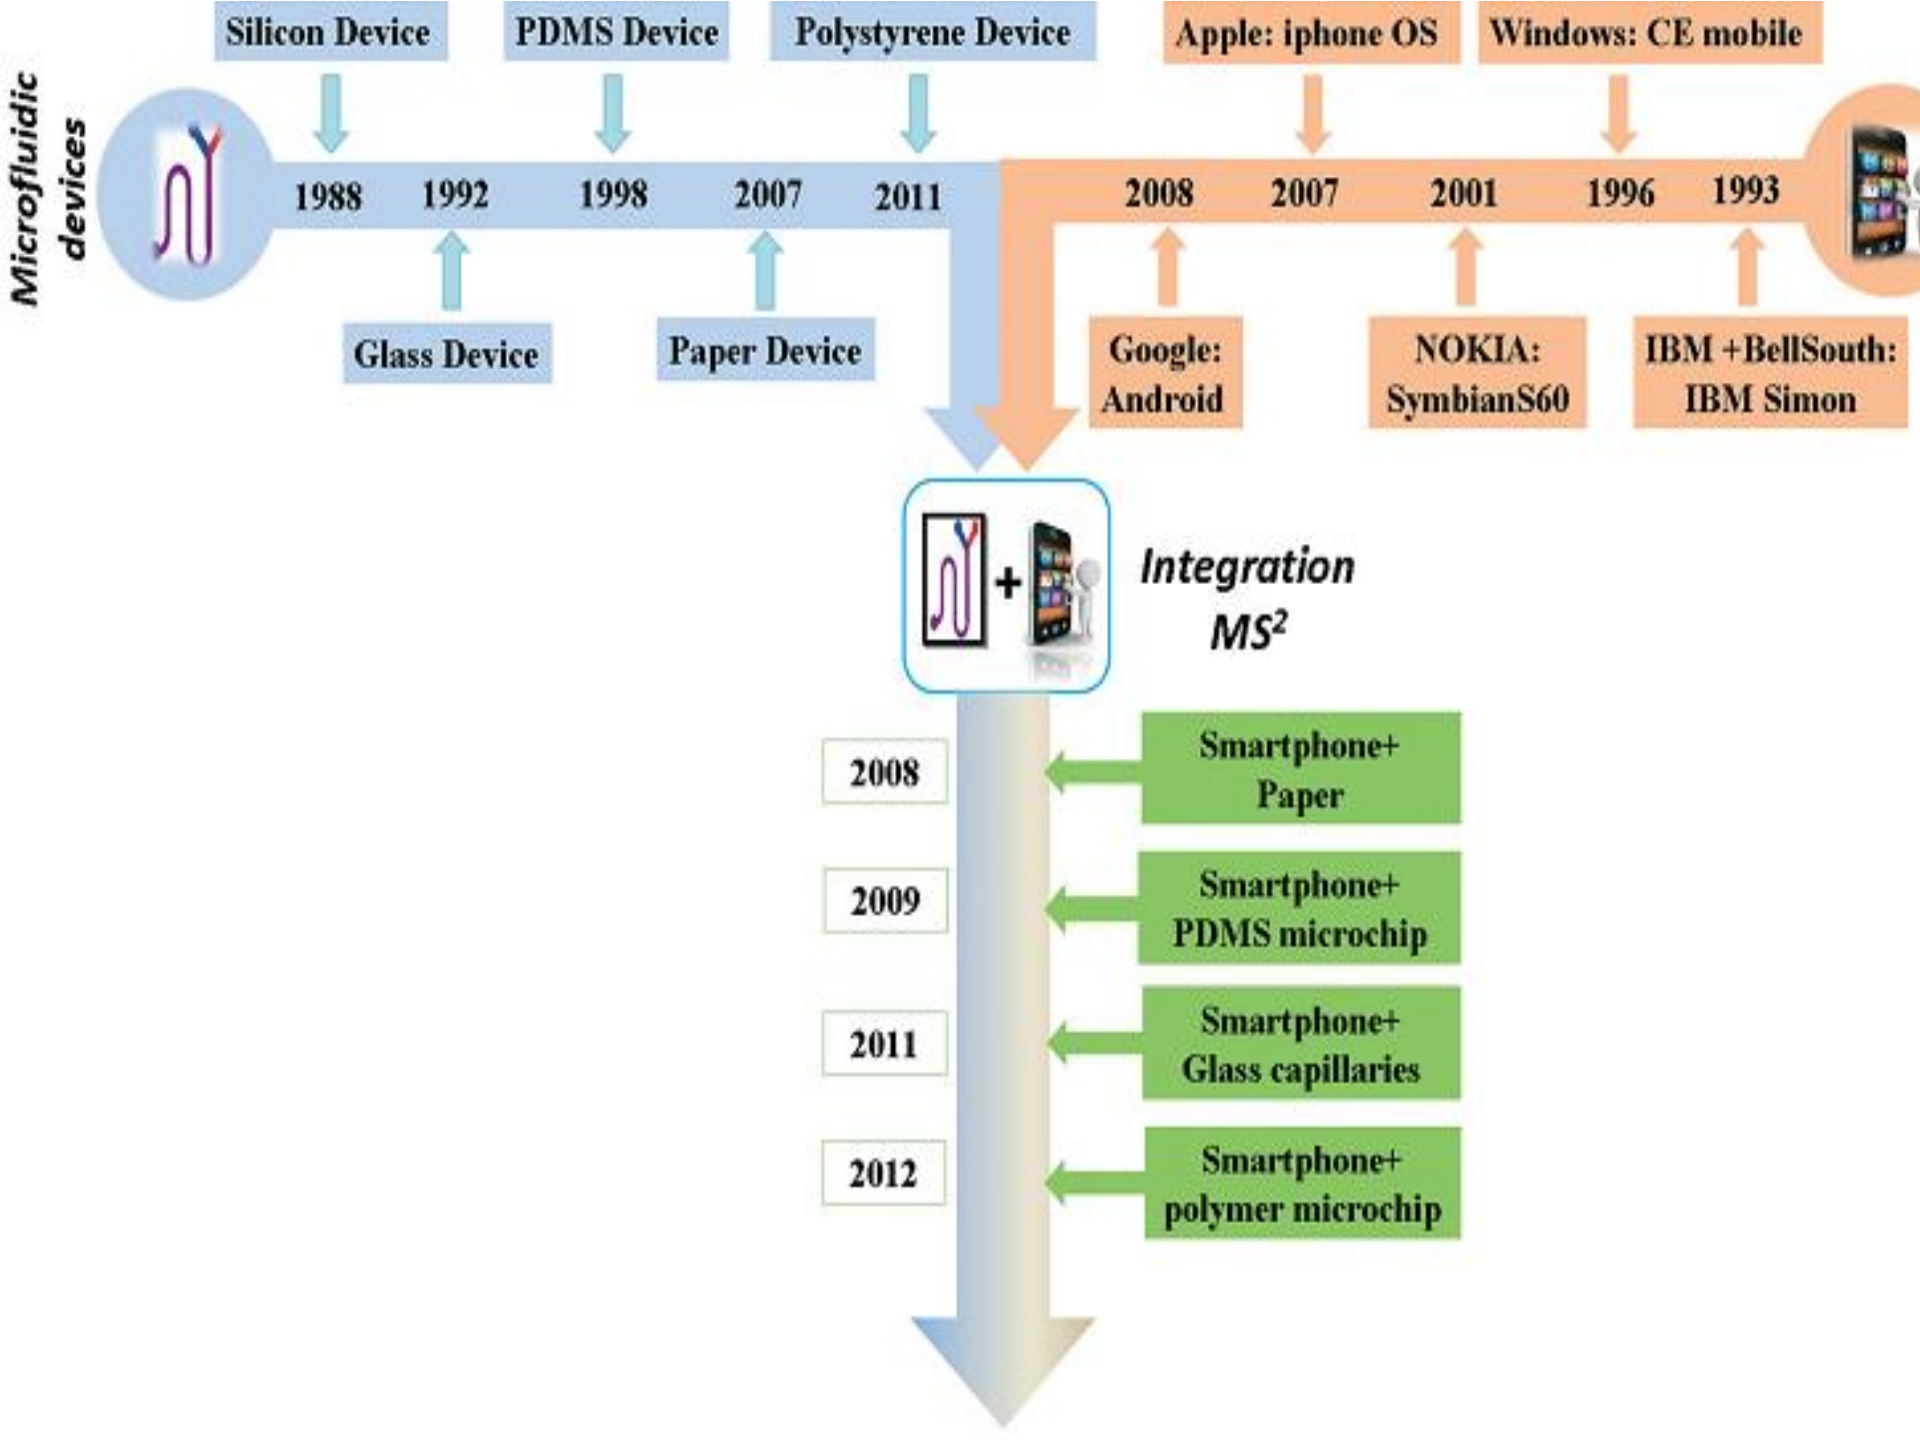 Microfluidic
devices
Silicon Device
PDMS Device
Polystyrene Device
1988
1992
1998
2007
2011
Glass Device
Paper Device
Apple: iphone OS
Windows: CE mobile
2008
2007
2001
1996
1993
Google:
Android
NOKIA:
SymbianS60
IBM +BellSouth:
IBM Simon
+
Integration
MS²
2008
Smartphone+
Paper
2009
Smartphone+
PDMS microchip
2011
Smartphone+
Glass capillaries
2012
Smartphone+
polymer microchip